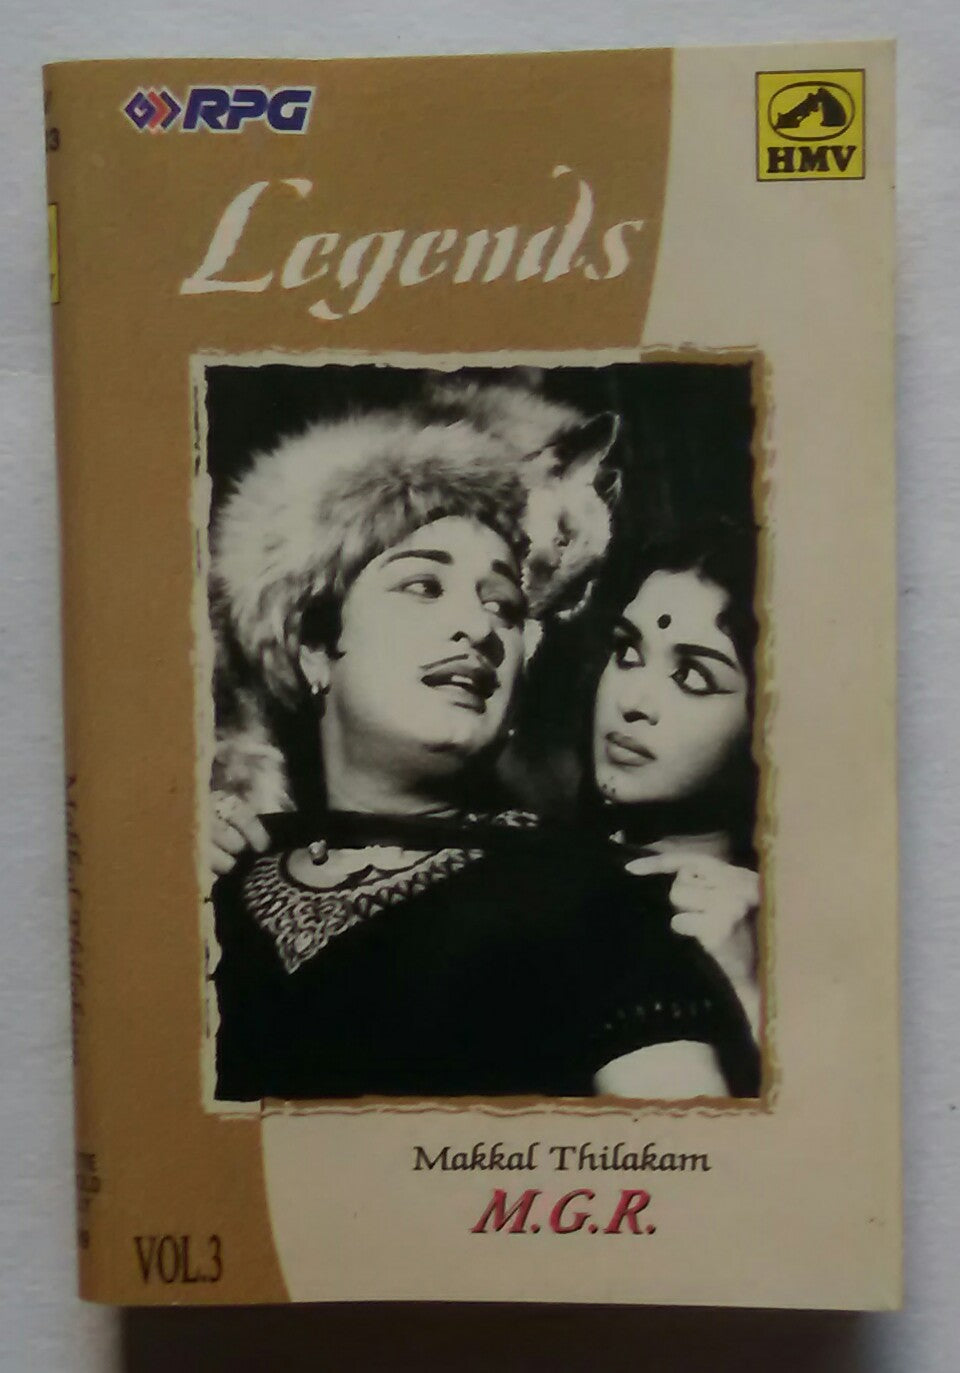 RPG
HMV
Legends
Makkal Thilakam
M.G.R.
VOL.3